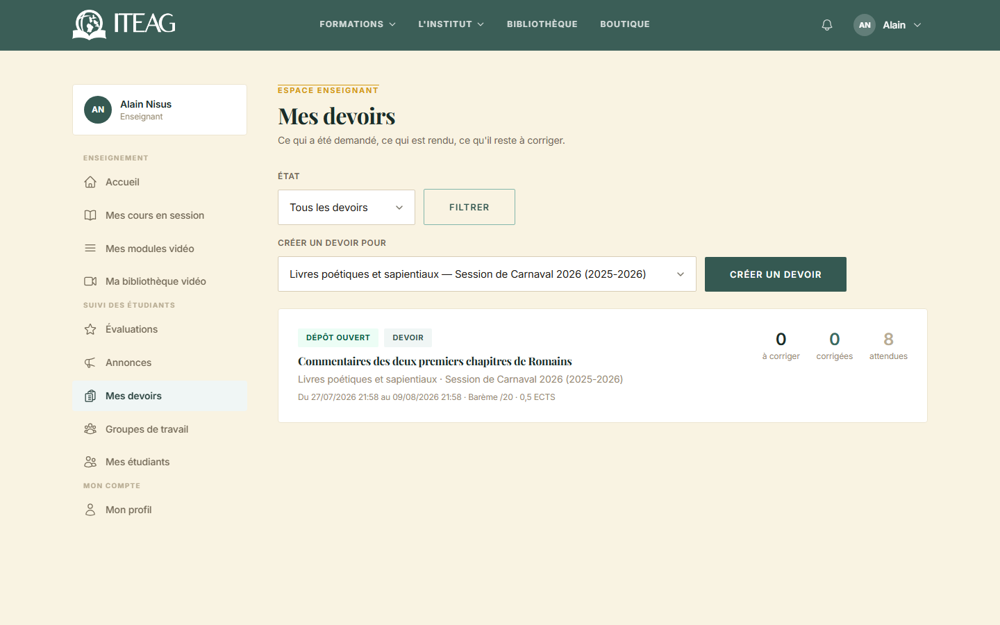 ITEAG
FORMATIONS
L'INSTITUT
BIBLIOTHÈQUE
BOUTIQUE
AN
Alain
AN
Alain Nisus
Enseignant
ENSEIGNEMENT
Accueil
Mes cours en session
Mes modules vidéo
Ma bibliothèque vidéo
SUIVI DES ÉTUDIANTS
Évaluations
Annonces
Mes devoirs
Groupes de travail
Mes étudiants
MON COMPTE
Mon profil
ESPACE ENSEIGNANT
Mes devoirs
Ce qui a été demandé, ce qui est rendu, ce qu'il reste à corriger.
ÉTAT
Tous les devoirs
FILTRER
CRÉER UN DEVOIR POUR
Livres poétiques et sapientiaux — Session de Carnaval 2026 (2025-2026)
CRÉER UN DEVOIR
DÉPÔT OUVERT
DEVOIR
Commentaires des deux premiers chapitres de Romains
Livres poétiques et sapientiaux · Session de Carnaval 2026 (2025-2026)
Du 27/07/2026 21:58 au 09/08/2026 21:58 · Barème /20 · 0,5 ECTS
0
à corriger
0
corrigées
8
attendues